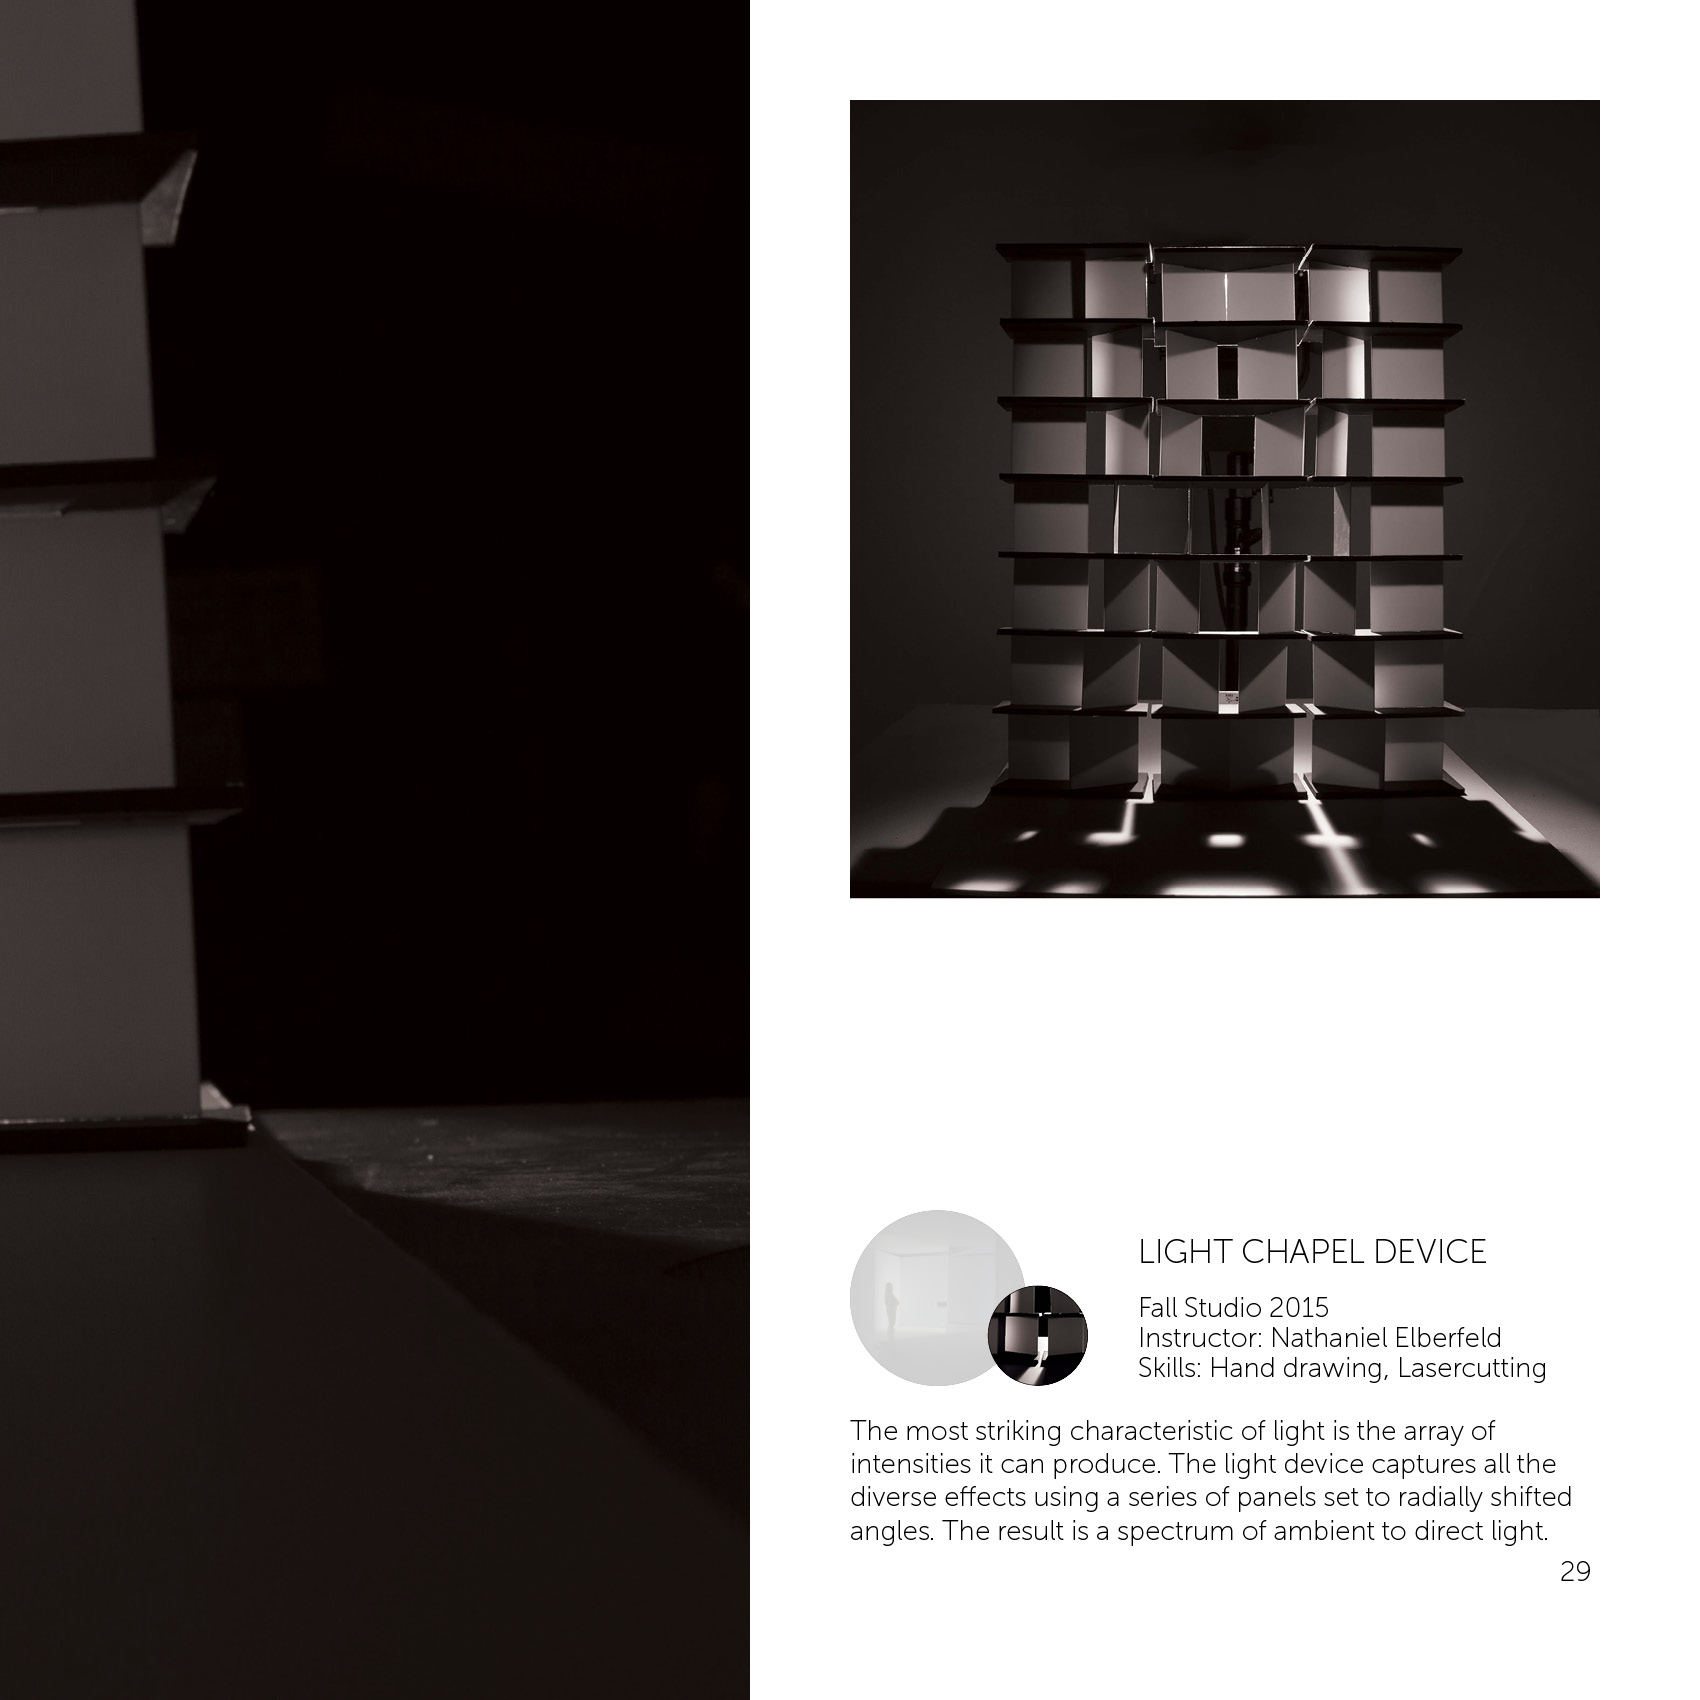 LIGHT CHAPEL DEVICE
Fall Studio 2015
Instructor: Nathaniel Elberfeld
Skills: Hand drawing, Lasercutting
The most striking characteristic of light is the array of
intensities it can produce. The light device captures all the
diverse effects using a series of panels set to radially shifted
angles. The result is a spectrum of ambient to direct light.
29